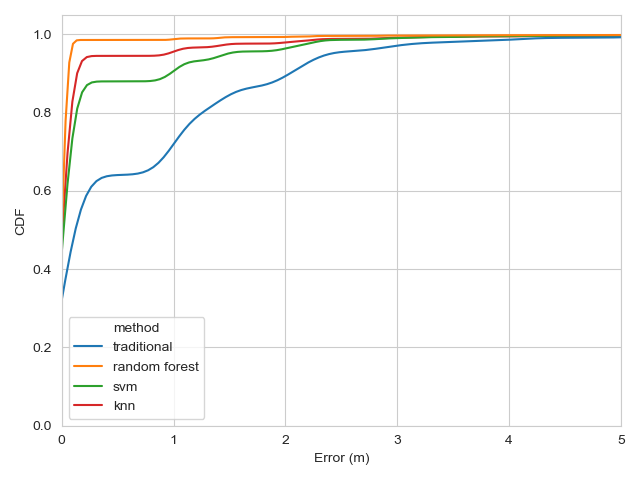 1.0
0.8
0.6
0.4
0.2
0.0
CDF
method
traditional
random forest
svm
knn
0 1 2 3 4 5
Error (m)